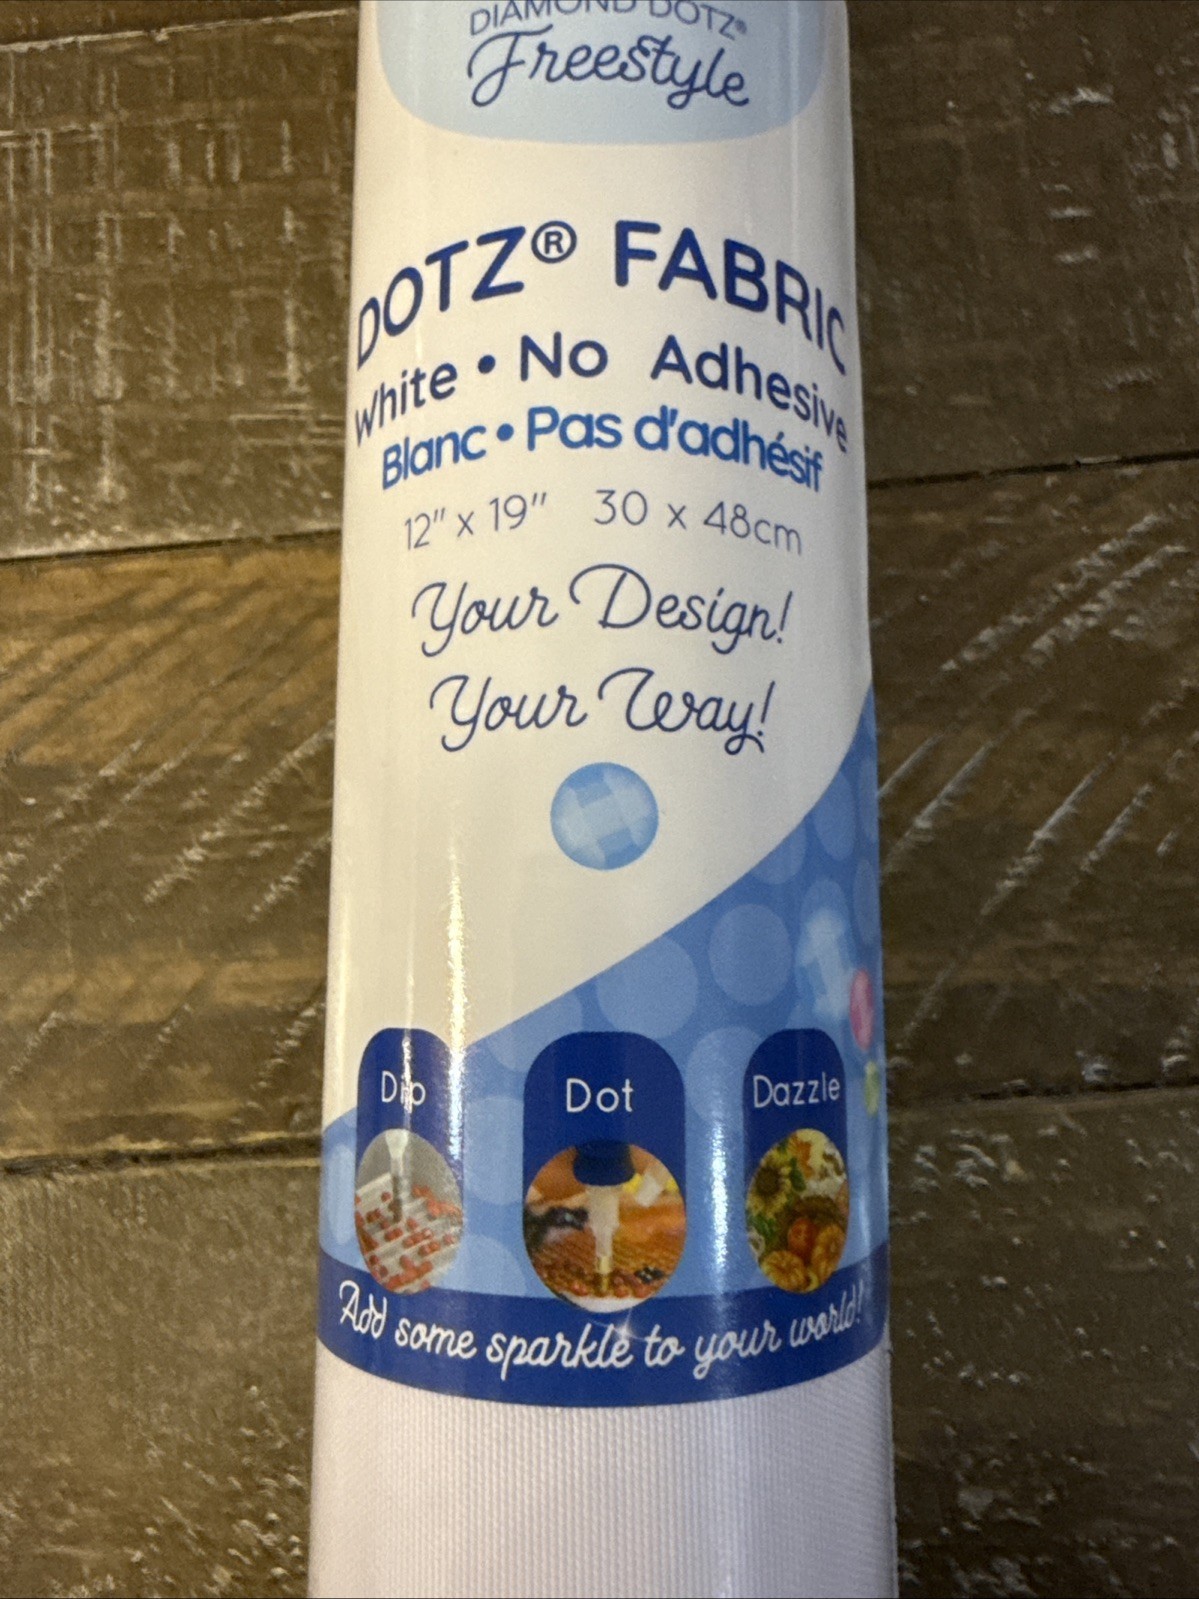 DIAMOND DOTZ®
Freestyle
DOTZ® FABRIC
White • No Adhesive
Blanc • Pas d'adhésif
12" x 19" 30 x 48cm
Your Design!
Your Way!
Dip Dot Dazzle
Add some sparkle to your world!